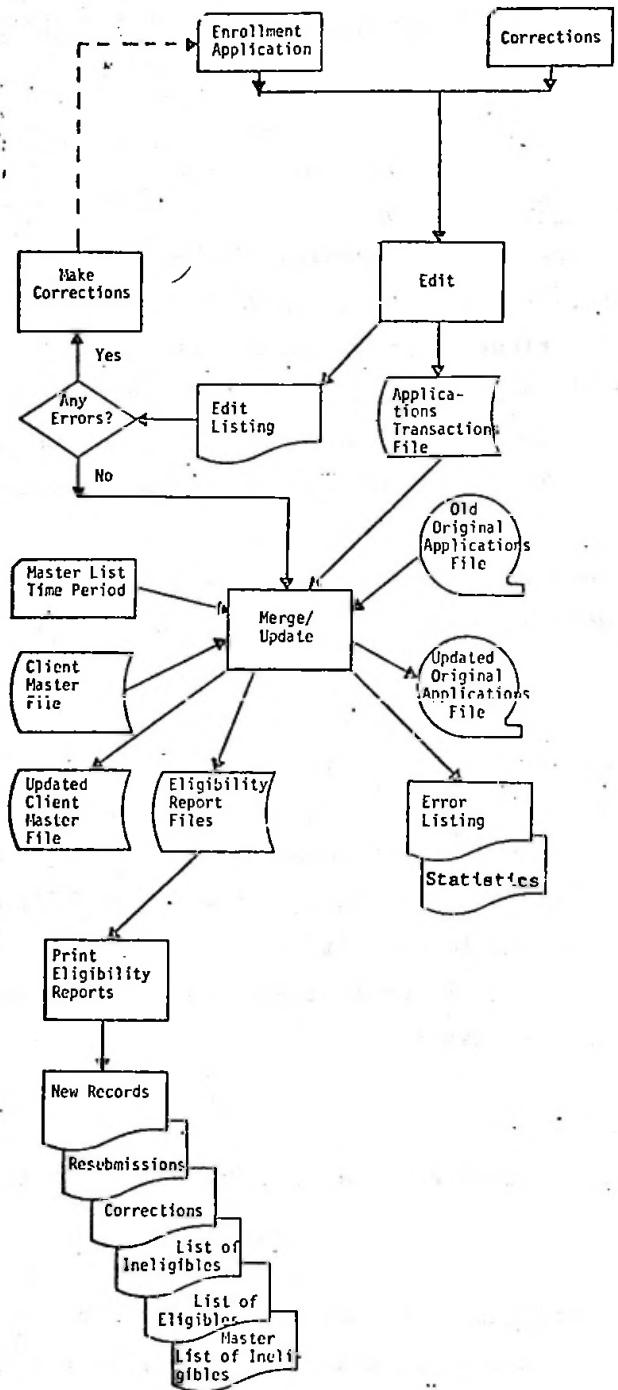 Enrollment
Application
Corrections
Make
Corrections
Edit
Yes
Any
Errors?
No
Edit
Listing
Applica-
tions
Transaction
File
Old
Original
Applications
File
Master List
Time Period
Merge/
Update
Client
Master
File
Updated
Original
Applications
File
Updated
Client
Master
File
Eligibility
Report
Files
Error
Listing
Statistics
Print
Eligibility
Reports
New Records
Resubmissions
Corrections
List of
Ineligibles
List of
Eligibles
Master
List of Ineli
gibles